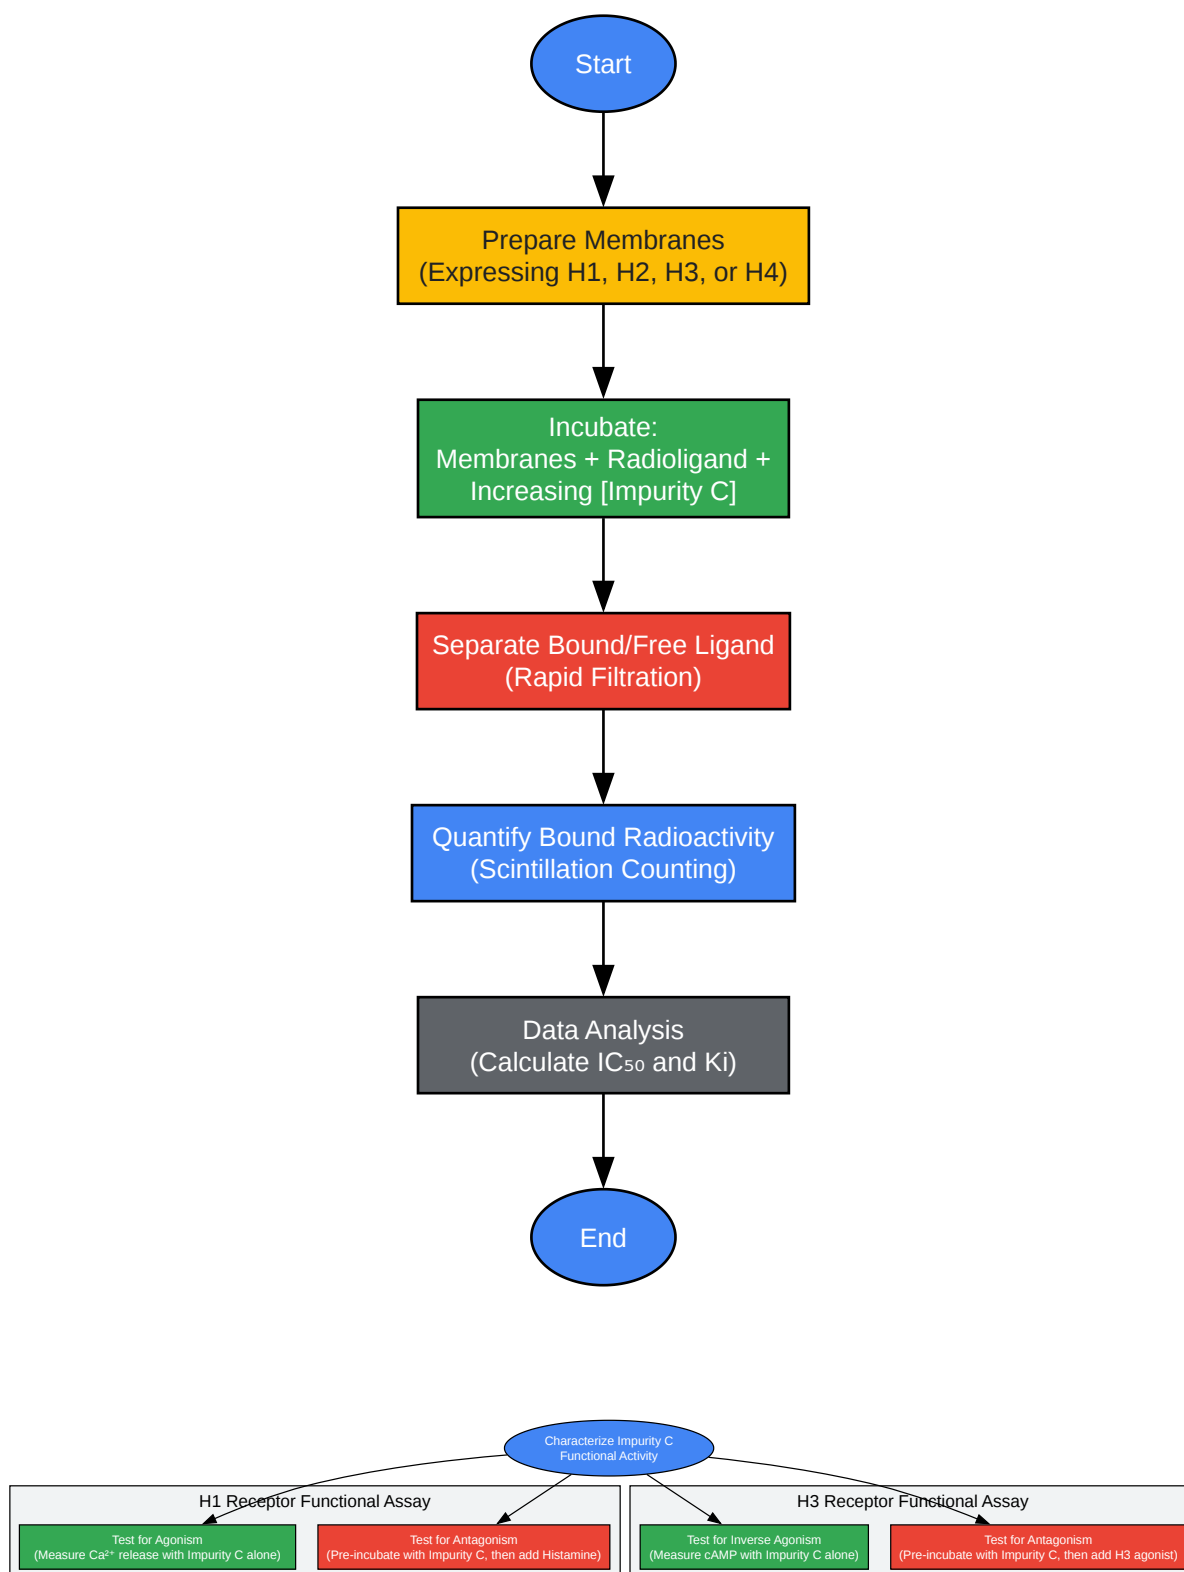 Start
Prepare Membranes
(Expressing H1, H2, H3, or H4)
Incubate:
Membranes + Radioligand +
Increasing [Impurity C]
Separate Bound/Free Ligand
(Rapid Filtration)
Quantify Bound Radioactivity
(Scintillation Counting)
Data Analysis
(Calculate IC₅₀ and Ki)
End
Characterize Impurity C
Functional Activity
H1 Receptor Functional Assay
Test for Agonism
(Measure Ca²⁺ release with Impurity C alone)
Test for Antagonism
(Pre-incubate with Impurity C, then add Histamine)
H3 Receptor Functional Assay
Test for Inverse Agonism
(Measure cAMP with Impurity C alone)
Test for Antagonism
(Pre-incubate with Impurity C, then add H3 agonist)